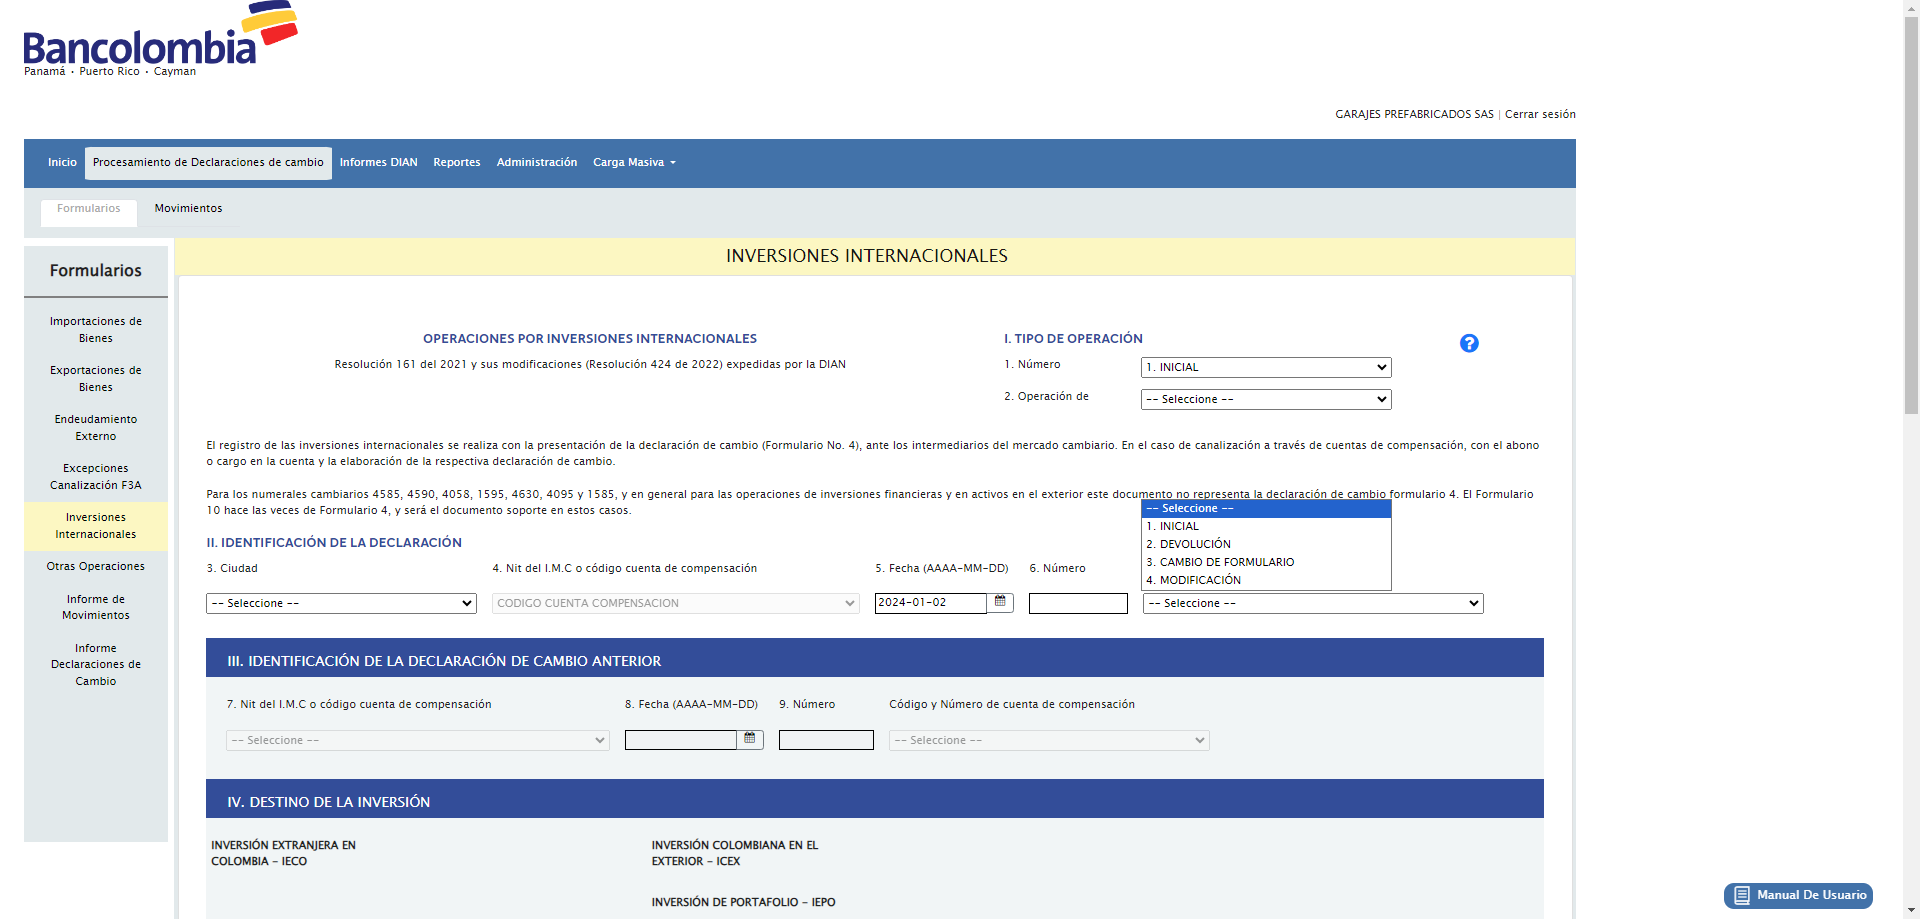 Bancolombia
Panamá · Puerto Rico · Cayman
GARAJES PREFABRICADOS SAS | Cerrar sesión
Inicio
Procesamiento de Declaraciones de cambio
Informes DIAN
Reportes
Administración
Carga Masiva
Formularios
Movimientos
Formularios
Importaciones de
Bienes
Exportaciones de
Bienes
Endeudamiento
Externo
Excepciones
Canalización F3A
Inversiones
Internacionales
Otras Operaciones
Informe de
Movimientos
Informe
Declaraciones de
Cambio
INVERSIONES INTERNACIONALES
OPERACIONES POR INVERSIONES INTERNACIONALES
Resolución 161 del 2021 y sus modificaciones (Resolución 424 de 2022) expedidas por la DIAN
I. TIPO DE OPERACIÓN
?
1. Número
1. INICIAL
2. Operación de
-- Seleccione --
El registro de las inversiones internacionales se realiza con la presentación de la declaración de cambio (Formulario No. 4), ante los intermediarios del mercado cambiario. En el caso de canalización a través de cuentas de compensación, con el abono
o cargo en la cuenta y la elaboración de la respectiva declaración de cambio.
Para los numerales cambiarios 4585, 4590, 4058, 1595, 4630, 4095 y 1585, y en general para las operaciones de inversiones financieras y en activos en el exterior este documento no representa la declaración de cambio formulario 4. El Formulario
10 hace las veces de Formulario 4, y será el documento soporte en estos casos.
-- Seleccione --
1. INICIAL
2. DEVOLUCIÓN
3. CAMBIO DE FORMULARIO
4. MODIFICACIÓN
II. IDENTIFICACIÓN DE LA DECLARACIÓN
3. Ciudad
4. Nit del I.M.C o código cuenta de compensación
5. Fecha (AAAA-MM-DD)
6. Número
-- Seleccione --
CODIGO CUENTA COMPENSACION
2024-01-02
-- Seleccione --
III. IDENTIFICACIÓN DE LA DECLARACIÓN DE CAMBIO ANTERIOR
7. Nit del I.M.C o código cuenta de compensación
8. Fecha (AAAA-MM-DD)
9. Número
Código y Número de cuenta de compensación
-- Seleccione --
-- Seleccione --
IV. DESTINO DE LA INVERSIÓN
INVERSIÓN EXTRANJERA EN
COLOMBIA - IECO
INVERSIÓN COLOMBIANA EN EL
EXTERIOR - ICEX
INVERSIÓN DE PORTAFOLIO - IEPO
Manual De Usuario